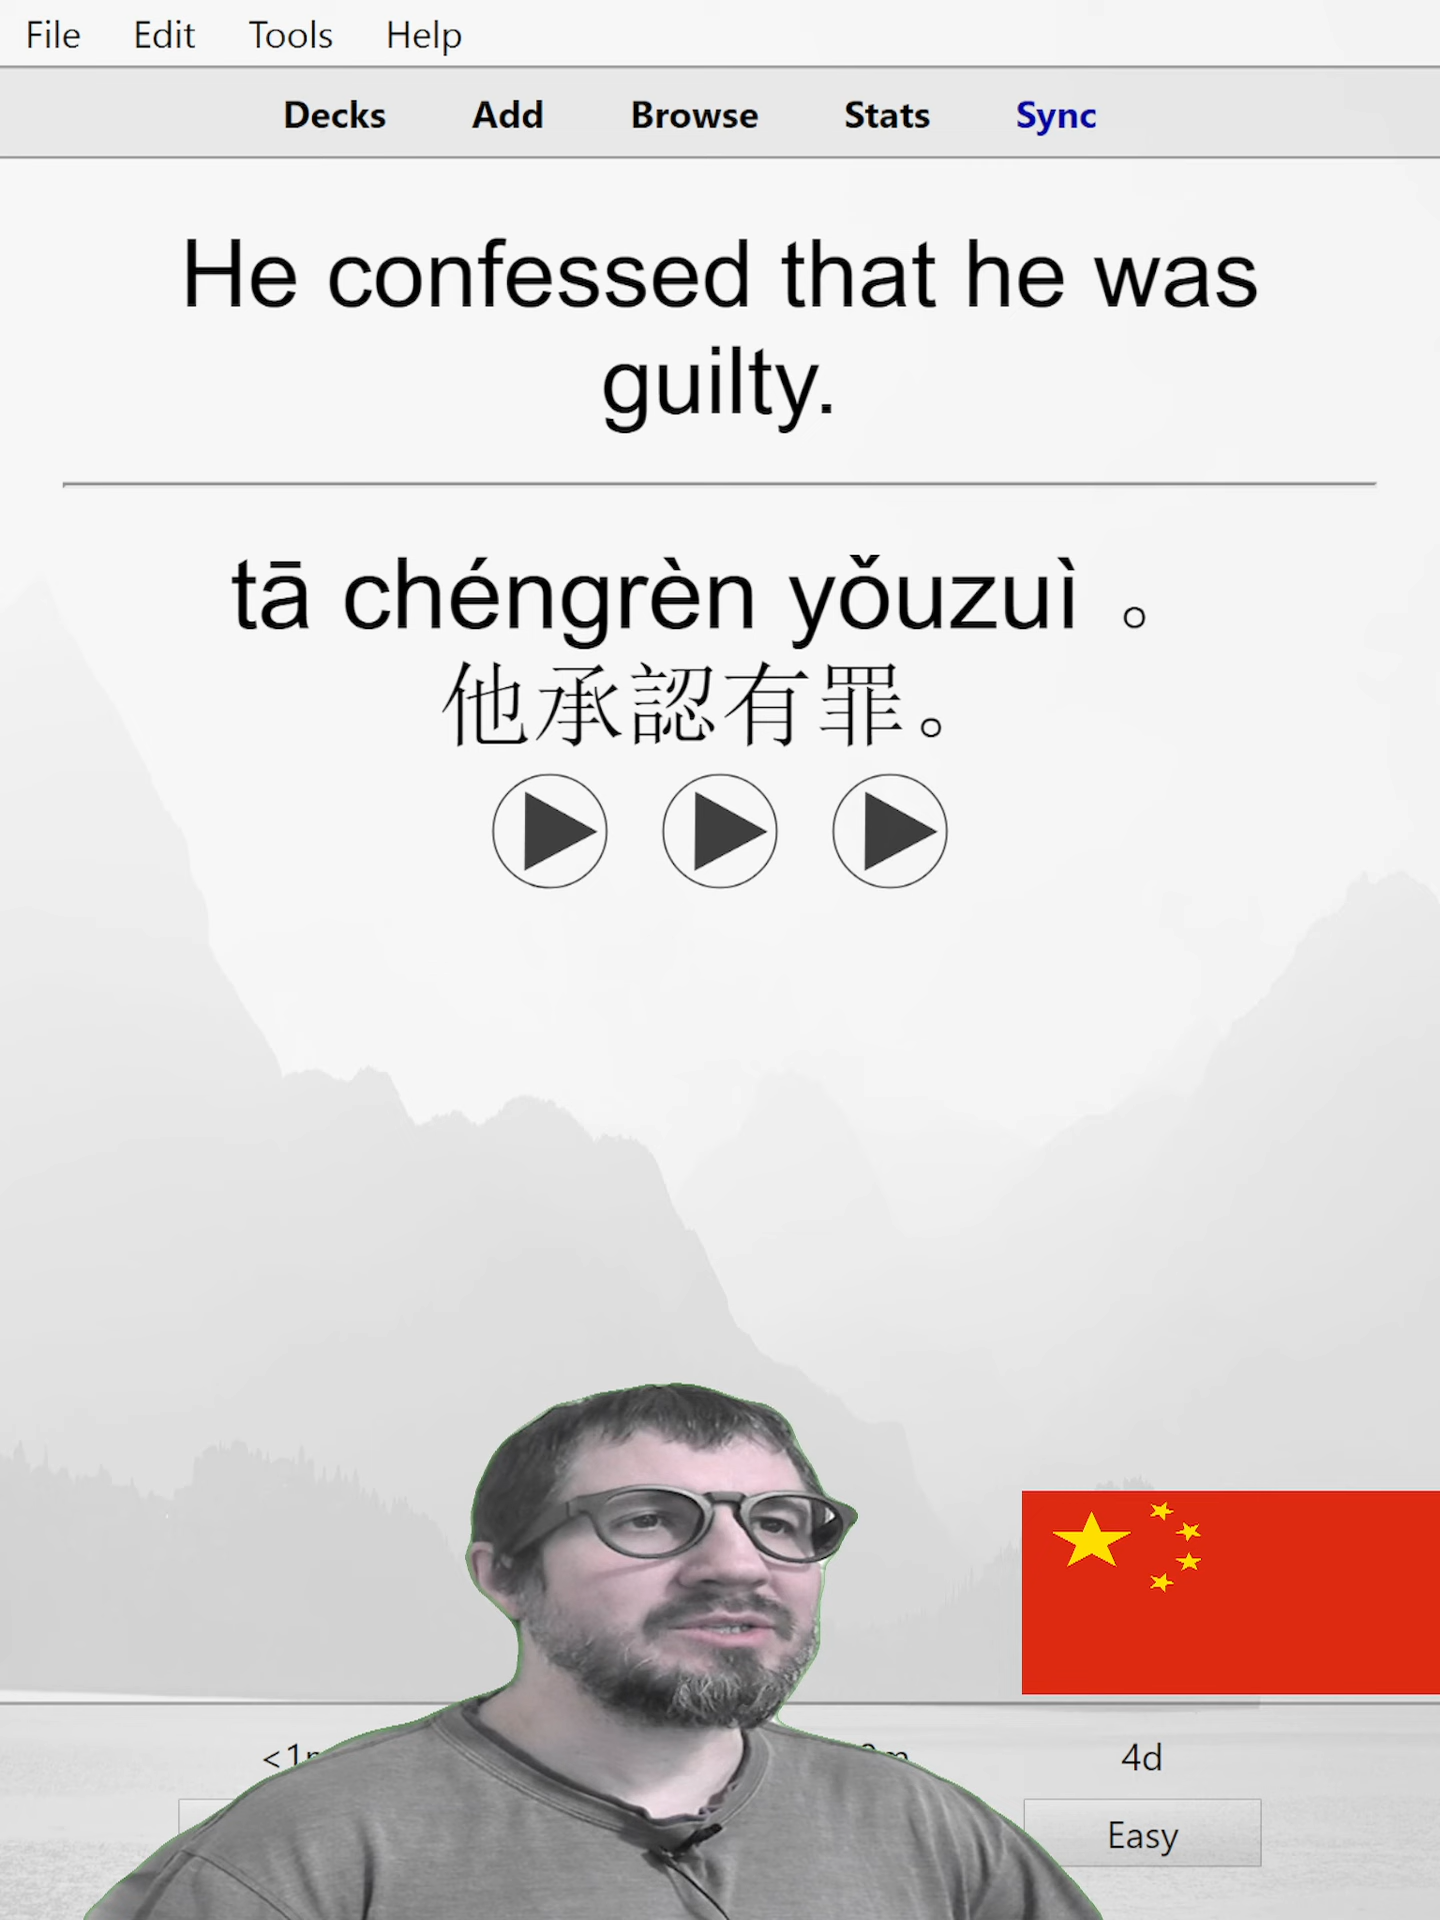 File Edit Tools Help
Decks Add Browse Stats Sync
He confessed that he was
guilty.
tā chéngrèn yǒuzuì 。
他承認有罪。
4d
Easy